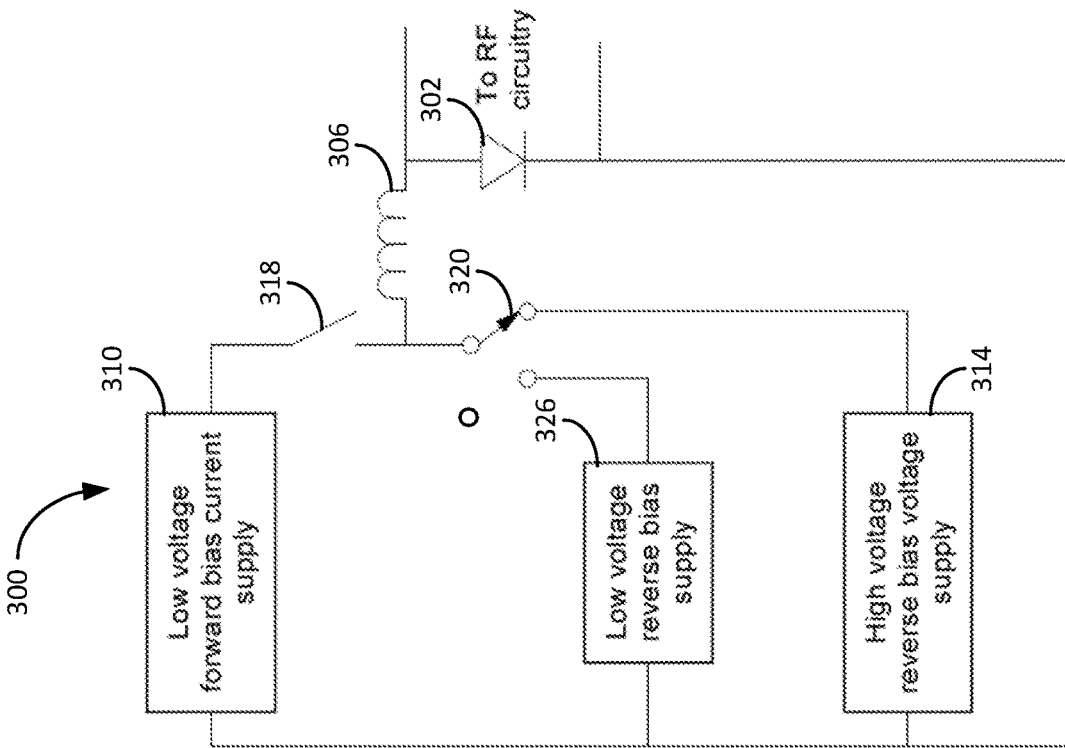 300
310
Low voltage
forward bias current
supply
318
306
302
To RF
circuitry
320
326
Low voltage
reverse bias
supply
314
High voltage
reverse bias voltage
supply